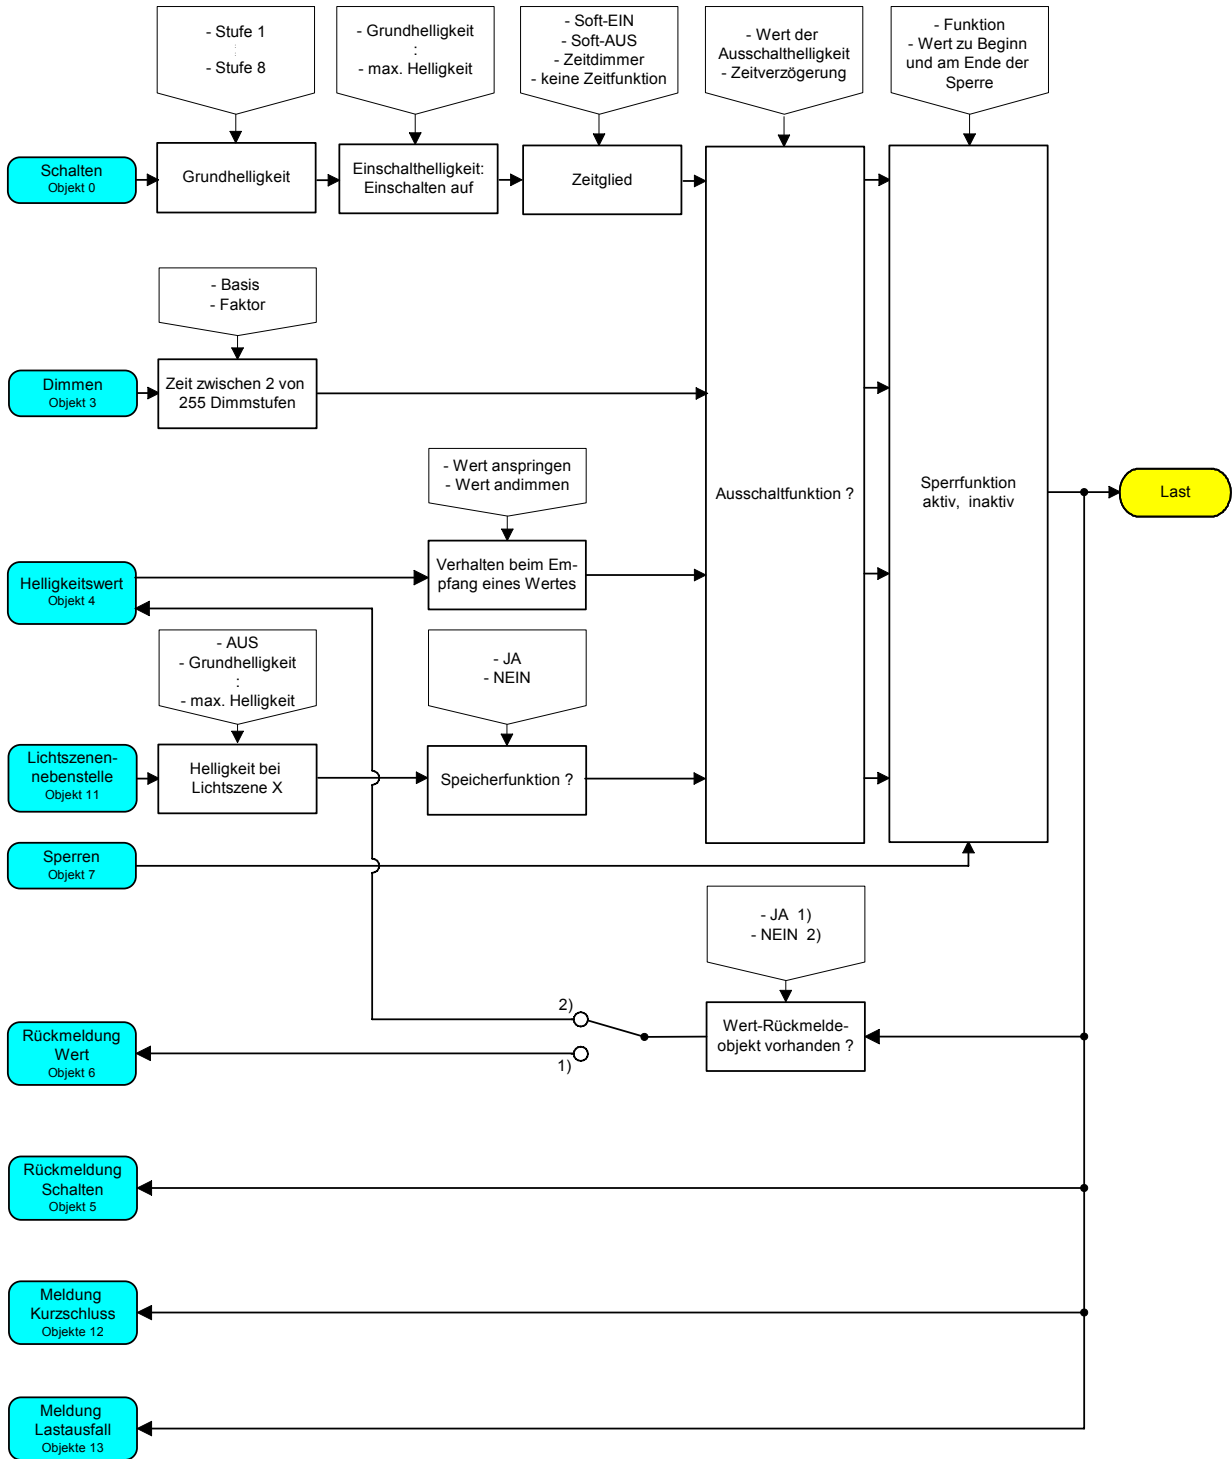 - Stufe 1
:
- Stufe 8
- Grundhelligkeit
:
- max. Helligkeit
- Soft-EIN
- Soft-AUS
- Zeitdimmer
- keine Zeitfunktion
- Wert der
Ausschalthelligkeit
- Zeitverzögerung
- Funktion
- Wert zu Beginn
und am Ende der
Sperre
Schalten
Objekt 0
Grundhelligkeit
Einschalthelligkeit:
Einschalten auf
Zeitglied
- Basis
- Faktor
Dimmen
Objekt 3
Zeit zwischen 2 von
255 Dimmstufen
- Wert anspringen
- Wert andimmen
Ausschaltfunktion ?
Sperrfunktion
aktiv, inaktiv
Last
Helligkeitswert
Objekt 4
Verhalten beim Em-
pfang eines Wertes
- AUS
- Grundhelligkeit
:
- max. Helligkeit
- JA
- NEIN
Lichtszenen-
nebenstelle
Objekt 11
Helligkeit bei
Lichtszene X
Speicherfunktion ?
Sperren
Objekt 7
- JA 1)
- NEIN 2)
2)
1)
Wert-Rückmelde-
objekt vorhanden ?
Rückmeldung
Wert
Objekt 6
Rückmeldung
Schalten
Objekt 5
Meldung
Kurzschluss
Objekte 12
Meldung
Lastausfall
Objekte 13